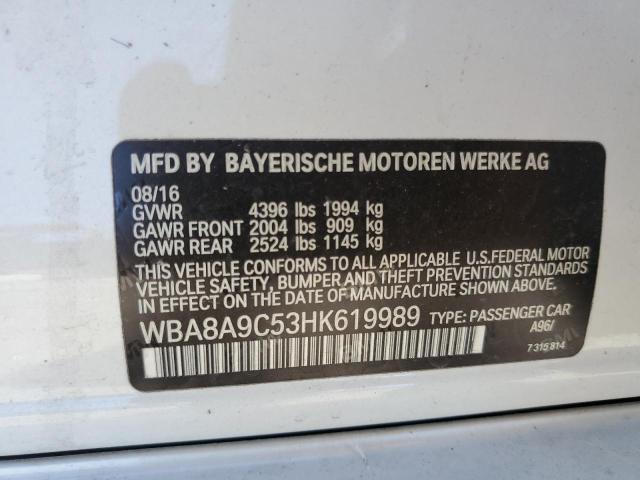 MFD BY BAYERISCHE MOTOREN WERKE AG
08/16
GVWR 4396 lbs 1994 kg
GAWR FRONT 2004 lbs 909 kg
GAWR REAR 2524 lbs 1145 kg
THIS VEHICLE CONFORMS TO ALL APPLICABLE U.S.FEDERAL MOTOR
VEHICLE SAFETY, BUMPER AND THEFT PREVENTION STANDARDS
IN EFFECT ON THE DATE OF MANUFACTURE SHOWN ABOVE.
WBA8A9C53HK619989 TYPE: PASSENGER CAR
A96/
7315814